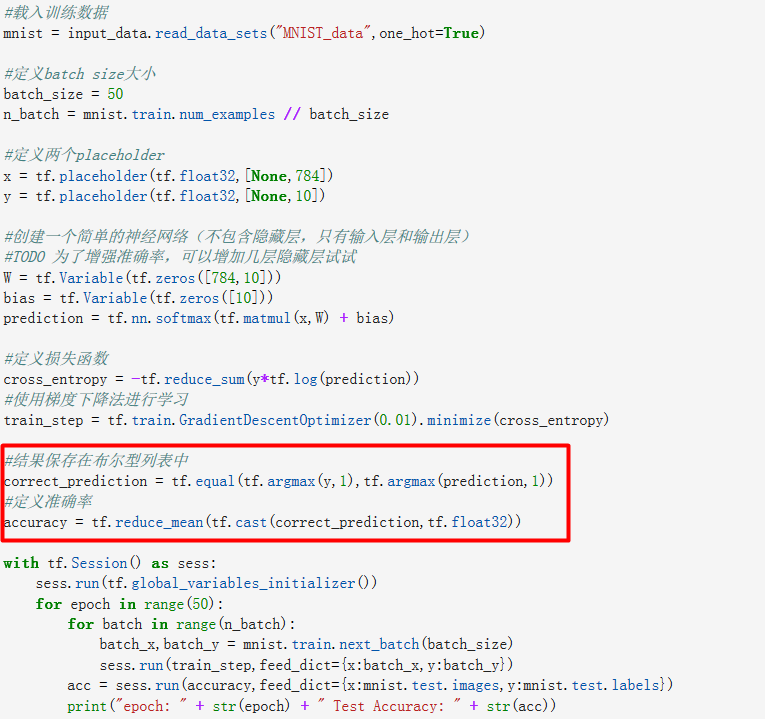 #载入训练数据
mnist = input_data.read_data_sets("MNIST_data",one_hot=True)
#定义batch size大小
batch_size = 50
n_batch = mnist.train.num_examples // batch_size
#定义两个placeholder
x = tf.placeholder(tf.float32,[None,784])
y = tf.placeholder(tf.float32,[None,10])
#创建一个简单的神经网络（不包含隐藏层，只有输入层和输出层）
#TODO 为了增强准确率，可以增加几层隐藏层试试
W = tf.Variable(tf.zeros([784,10]))
bias = tf.Variable(tf.zeros([10]))
prediction = tf.nn.softmax(tf.matmul(x,W) + bias)
#定义损失函数
cross_entropy = -tf.reduce_sum(y*tf.log(prediction))
#使用梯度下降法进行学习
train_step = tf.train.GradientDescentOptimizer(0.01).minimize(cross_entropy)
#结果保存在布尔型列表中
correct_prediction = tf.equal(tf.argmax(y,1),tf.argmax(prediction,1))
#定义准确率
accuracy = tf.reduce_mean(tf.cast(correct_prediction,tf.float32))
with tf.Session() as sess:
    sess.run(tf.global_variables_initializer())
    for epoch in range(50):
        for batch in range(n_batch):
            batch_x,batch_y = mnist.train.next_batch(batch_size)
            sess.run(train_step,feed_dict={x:batch_x,y:batch_y})
        acc = sess.run(accuracy,feed_dict={x:mnist.test.images,y:mnist.test.labels})
        print("epoch: " + str(epoch) + " Test Accuracy: " + str(acc))